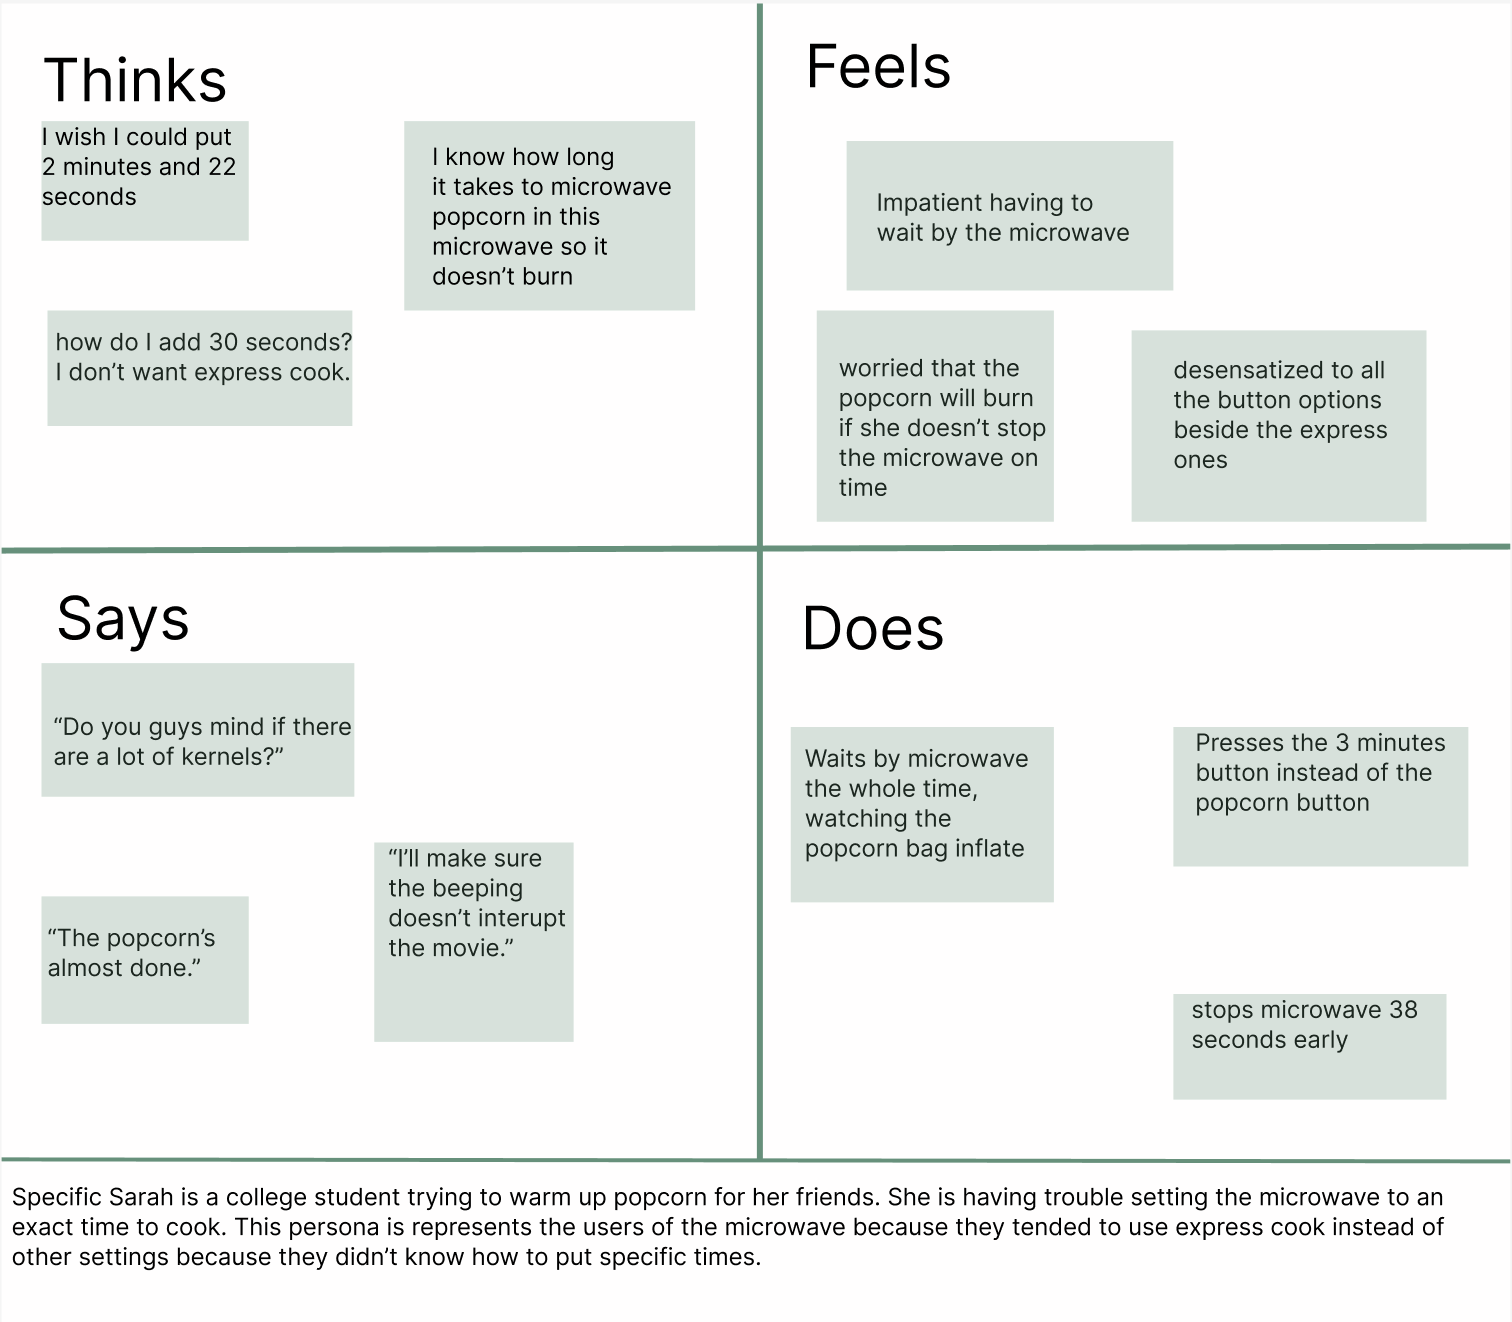 Thinks
I wish I could put
2 minutes and 22
seconds
I know how long
it takes to microwave
popcorn in this
microwave so it
doesn’t burn
how do I add 30 seconds?
I don’t want express cook.
Feels
Impatient having to
wait by the microwave
worried that the
popcorn will burn
if she doesn’t stop
the microwave on
time
desensatized to all
the button options
beside the express
ones
Says
“Do you guys mind if there
are a lot of kernels?”
“I’ll make sure
the beeping
doesn’t interupt
the movie.”
“The popcorn’s
almost done.”
Does
Waits by microwave
the whole time,
watching the
popcorn bag inflate
Presses the 3 minutes
button instead of the
popcorn button
stops microwave 38
seconds early
Specific Sarah is a college student trying to warm up popcorn for her friends. She is having trouble setting the microwave to an
exact time to cook. This persona is represents the users of the microwave because they tended to use express cook instead of
other settings because they didn’t know how to put specific times.